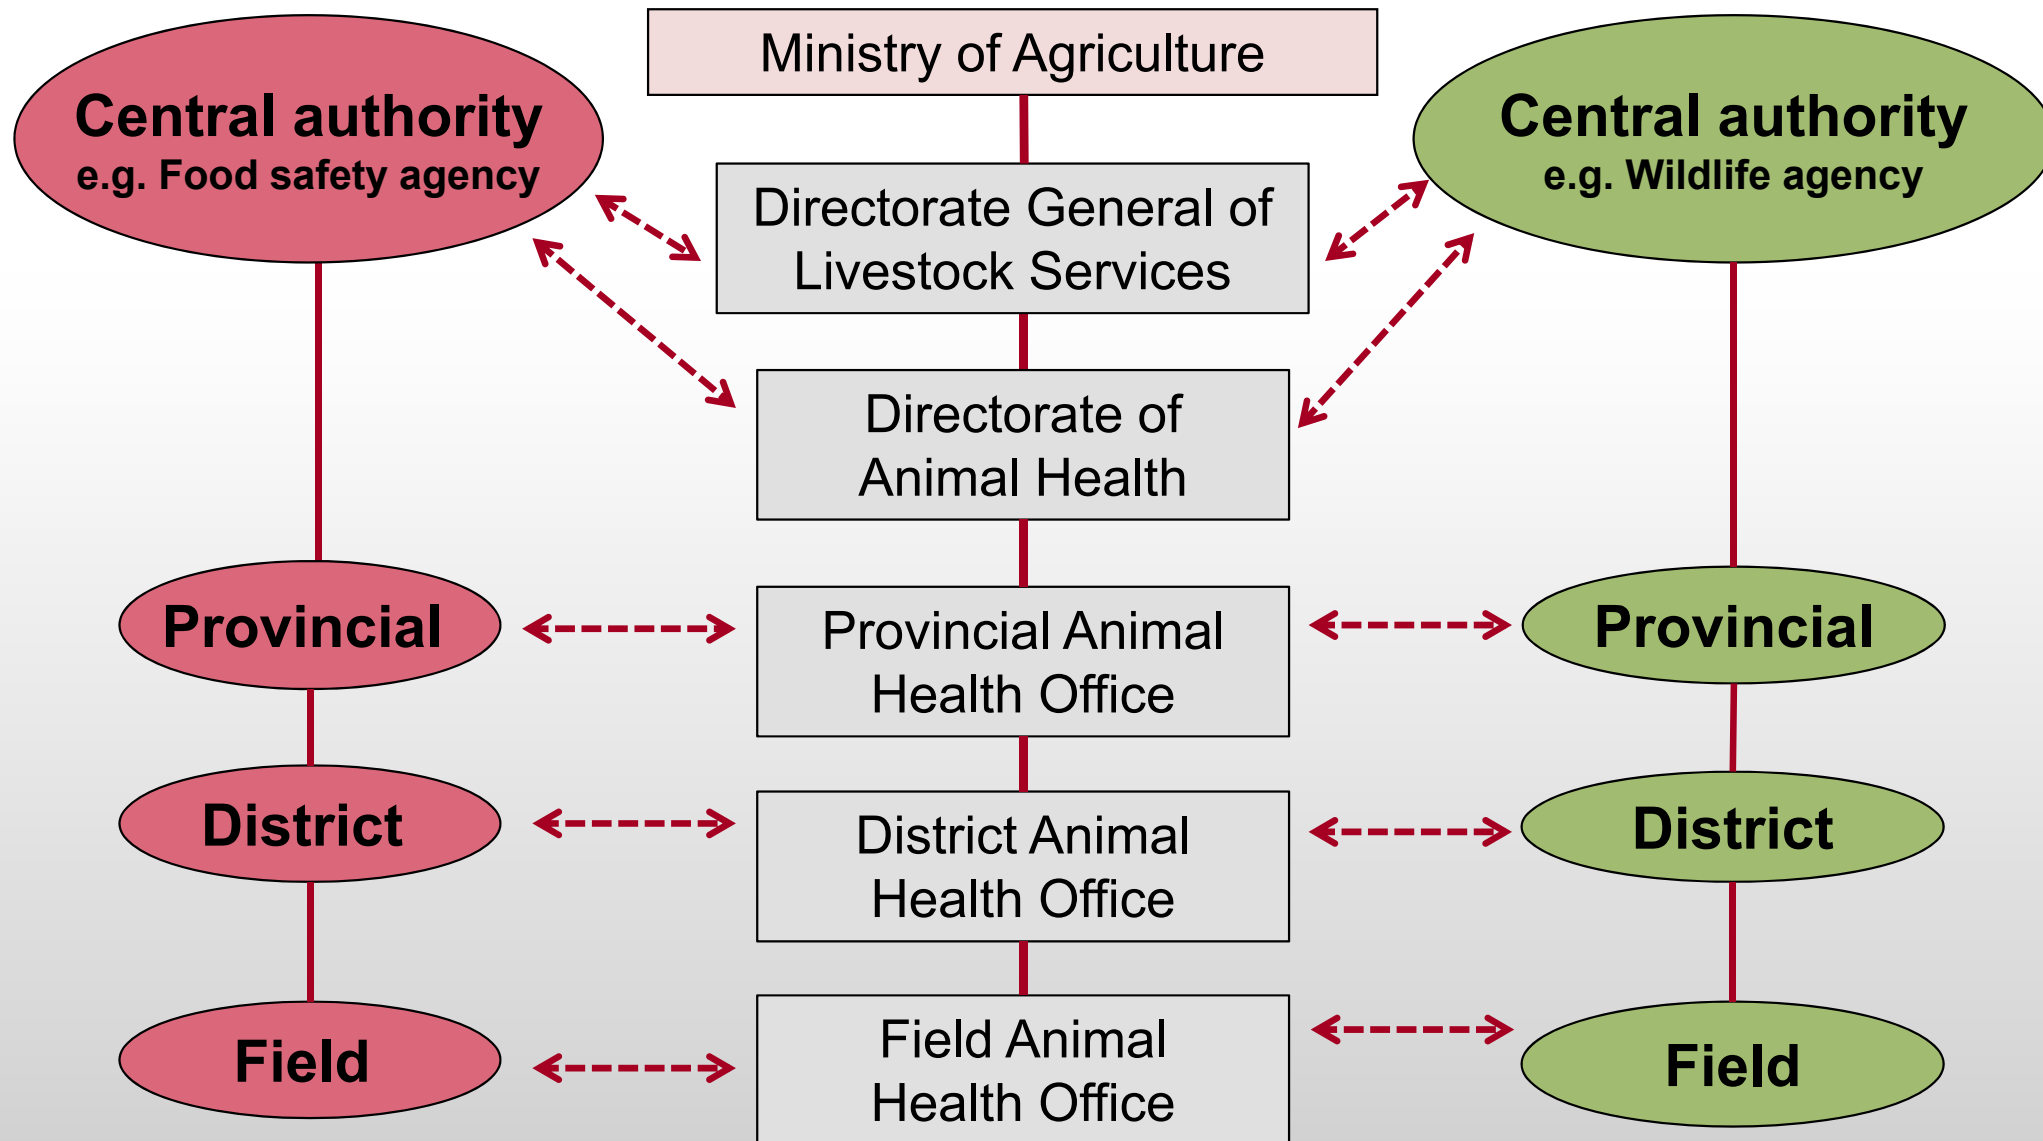 Ministry of Agriculture
Central authority
e.g. Food safety agency
Central authority
e.g. Wildlife agency
Directorate General of
Livestock Services
Directorate of
Animal Health
Provincial
Provincial Animal
Health Office
Provincial
District
District Animal
Health Office
District
Field
Field Animal
Health Office
Field